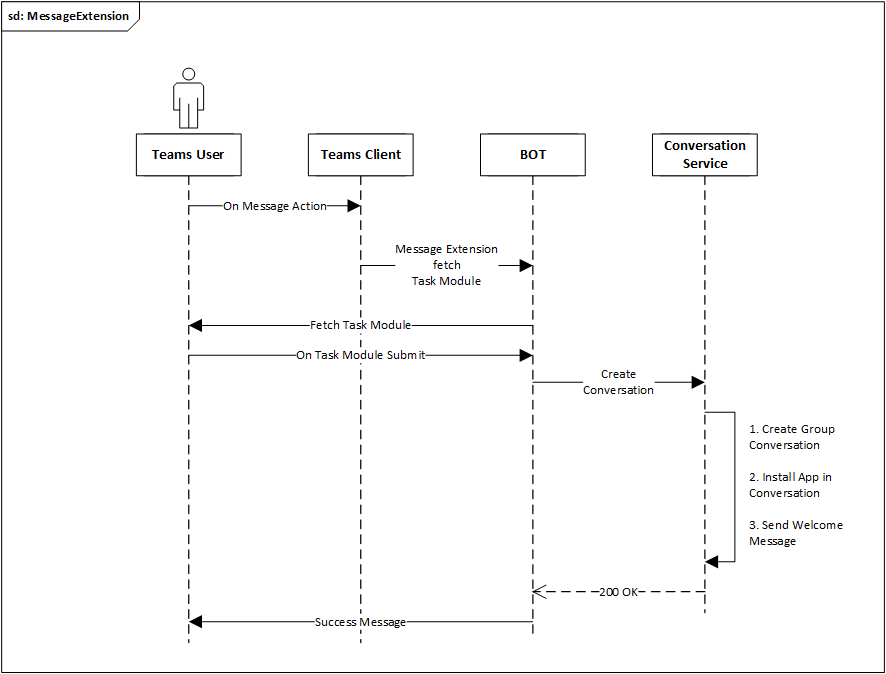 sd: MessageExtension
Teams User
Teams Client
BOT
Conversation
Service
On Message Action
Message Extension
fetch
Task Module
Fetch Task Module
On Task Module Submit
Create
Conversation
1. Create Group
Conversation
2. Install App in
Conversation
3. Send Welcome
Message
200 OK
Success Message